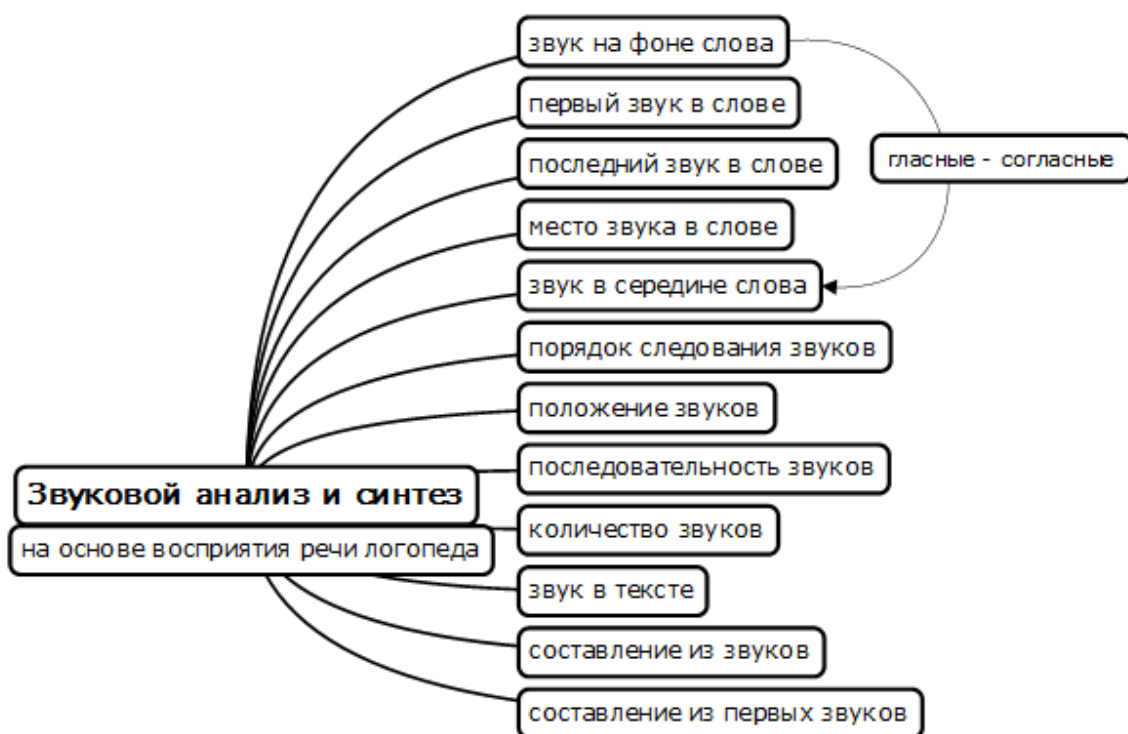 звук на фоне слова
первый звук в слове
гласные - согласные
последний звук в слове
место звука в слове
звук в середине слова
порядок следования звуков
положение звуков
последовательность звуков
Звуковой анализ и синтез
количество звуков
на основе восприятия речи логопеда
звук в тексте
составление из звуков
составление из первых звуков